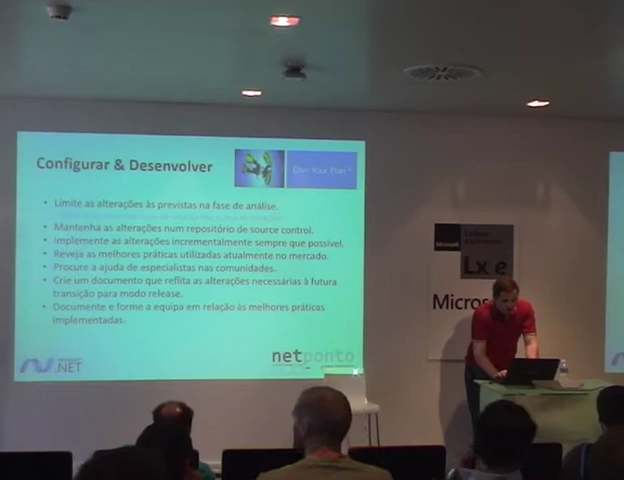 Configurar & Desenvolver
Own Your Plan
• Limite as alterações às previstas na fase de análise.
• Mantenha as alterações num repositório de source control.
• Implemente as alterações incrementalmente sempre que possível.
• Reveja as melhores práticas utilizadas atualmente no mercado.
• Procure a ajuda de especialistas nas comunidades.
• Crie um documento que reflita as alterações necessárias à futura
transição para modo release.
• Documente e forme a equipa em relação às melhores práticas
implementadas.
.NET
netponto
Microsoft
Lisboa
Lx e
Micros